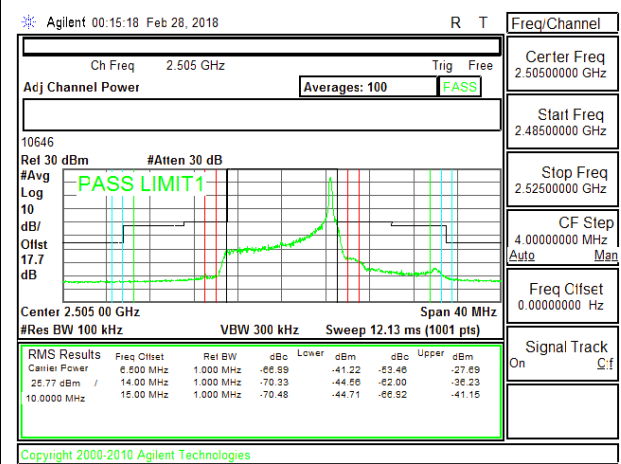 Agilent 00:15:18 Feb 28, 2018 R T
Freq/Channel
Ch Freq 2.505 GHz Trig Free
Adj Channel Power Averages: 100 PASS
10646
Ref 30 dBm #Atten 30 dB
#Avg
Log
10
dB/
Offst
17.7
dB
PASS LIMIT1
Center 2.505 00 GHz Span 40 MHz
#Res BW 100 kHz VBW 300 kHz Sweep 12.13 ms (1001 pts)
RMS Results Freq Offset Ref BW dBc Lower dBm dBc Upper dBm
Carrier Power 6.500 MHz 1.000 MHz -66.99 -41.22 -53.46 -27.69
25.77 dBm / 14.00 MHz 1.000 MHz -70.33 -44.56 -62.00 -36.23
10.0000 MHz 15.00 MHz 1.000 MHz -70.48 -44.71 -66.92 -41.15
Copyright 2000-2010 Agilent Technologies
Center Freq
2.50500000 GHz
Start Freq
2.48500000 GHz
Stop Freq
2.52500000 GHz
CF Step
4.00000000 MHz
Auto Man
Freq Offset
0.00000000 Hz
Signal Track
On Off